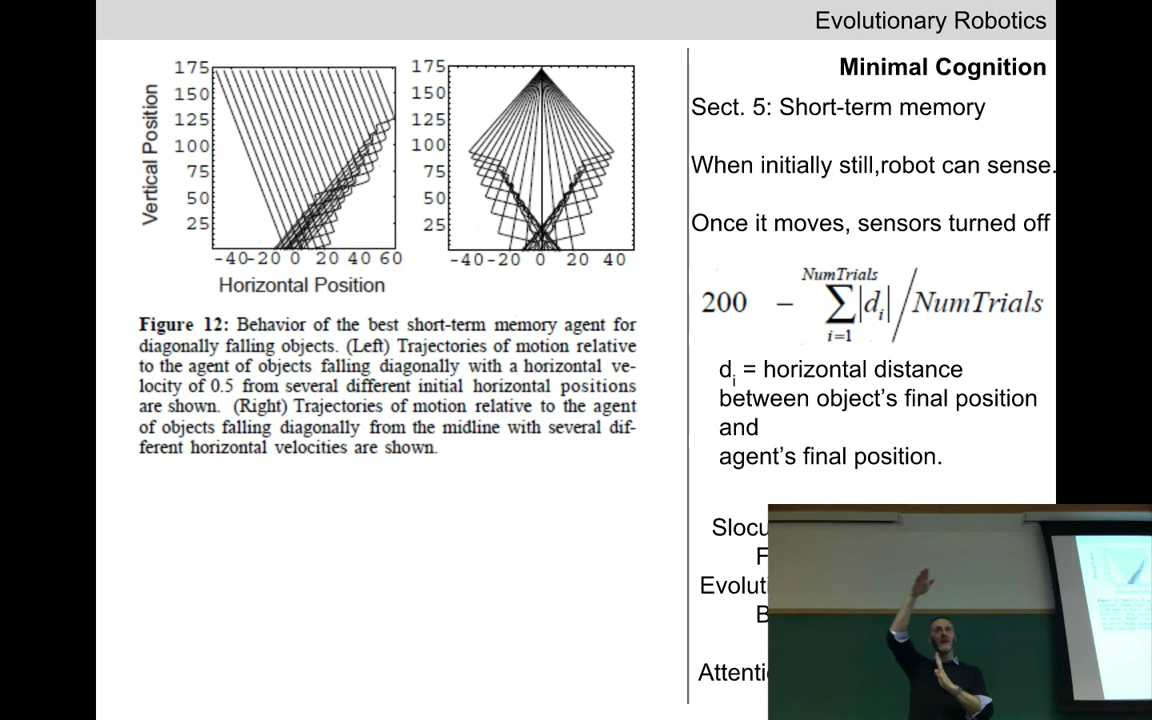 Evolutionary Robotics
Minimal Cognition
Sect. 5: Short-term memory
When initially still,robot can sense.
Once it moves, sensors turned off
200 - NumTrials ∑ i=1 |di| / NumTrials
di = horizontal distance
between object's final position
and
agent's final position.
Slocu
F
Evoluti
B
Attenti
Vertical Position
175
150
125
100
75
50
25
-40 -20 0 20 40 60
175
150
125
100
75
50
25
-40 -20 0 20 40
Horizontal Position
Figure 12: Behavior of the best short-term memory agent for
diagonally falling objects. (Left) Trajectories of motion relative
to the agent of objects falling diagonally with a horizontal ve-
locity of 0.5 from several different initial horizontal positions
are shown. (Right) Trajectories of motion relative to the agent
of objects falling diagonally from the midline with several dif-
ferent horizontal velocities are shown.